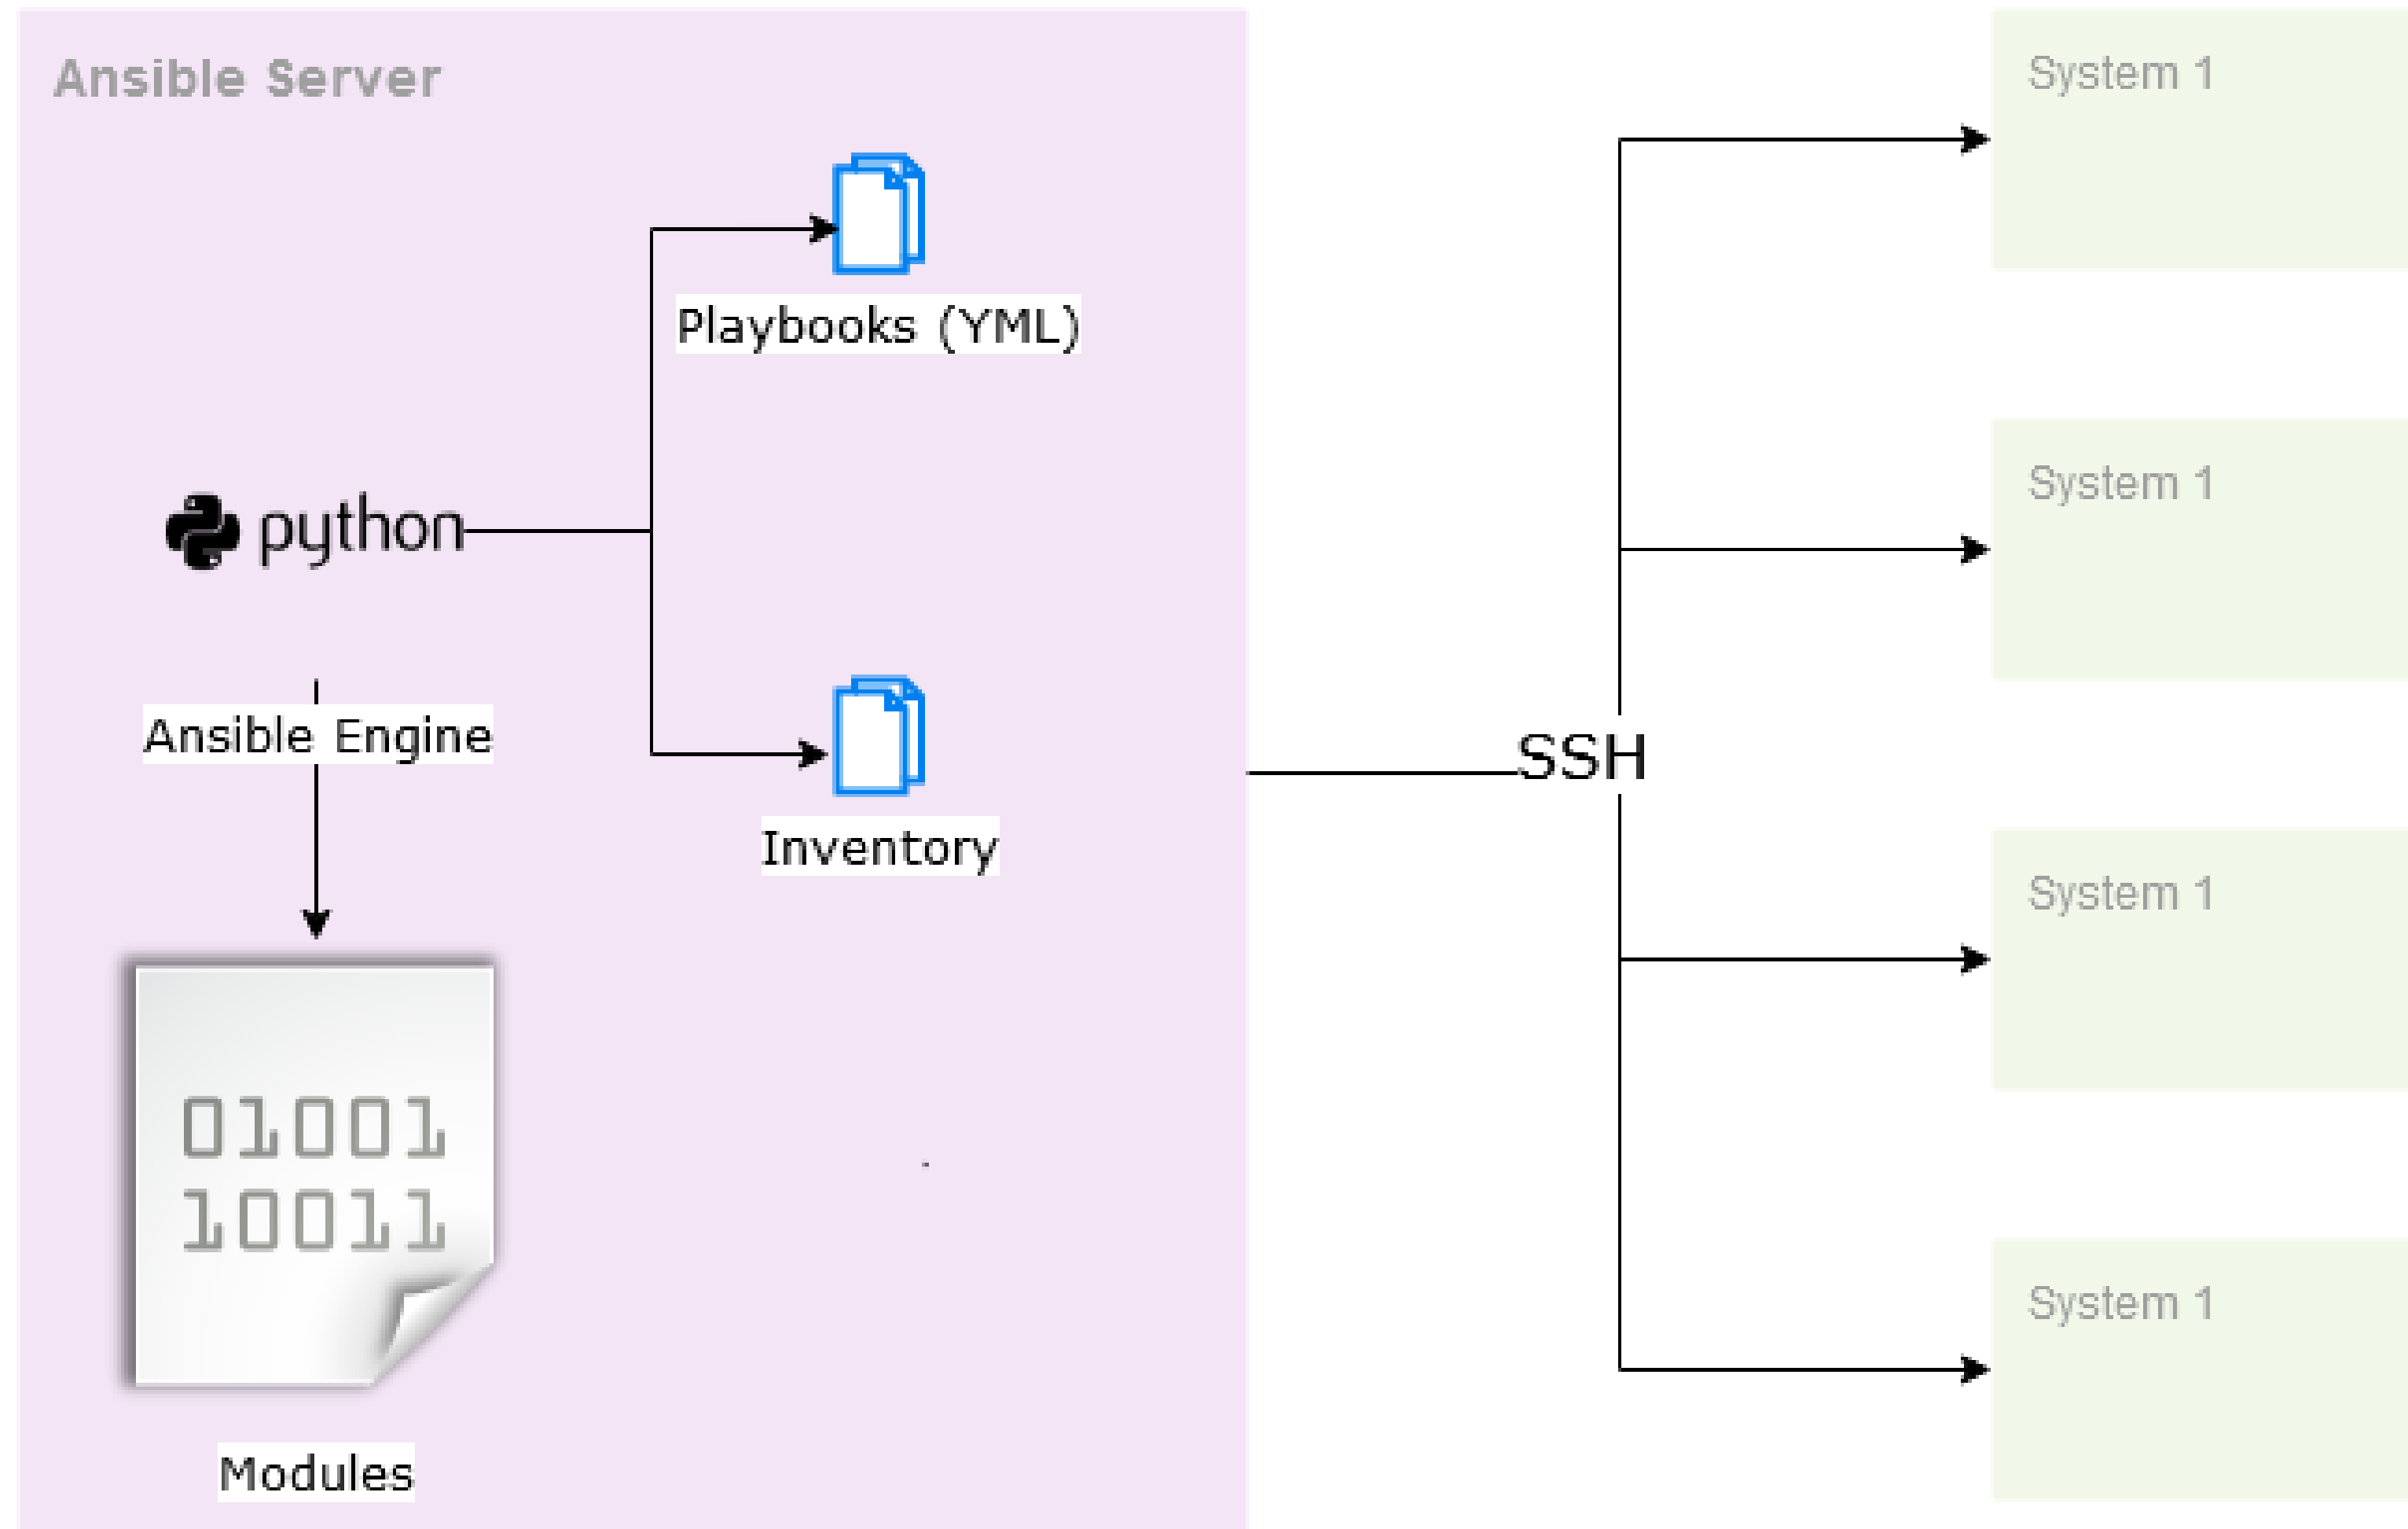 Ansible Server
Playbooks (YML)
python
Ansible Engine
Inventory
01001
10011
Modules
SSH
System 1
System 1
System 1
System 1